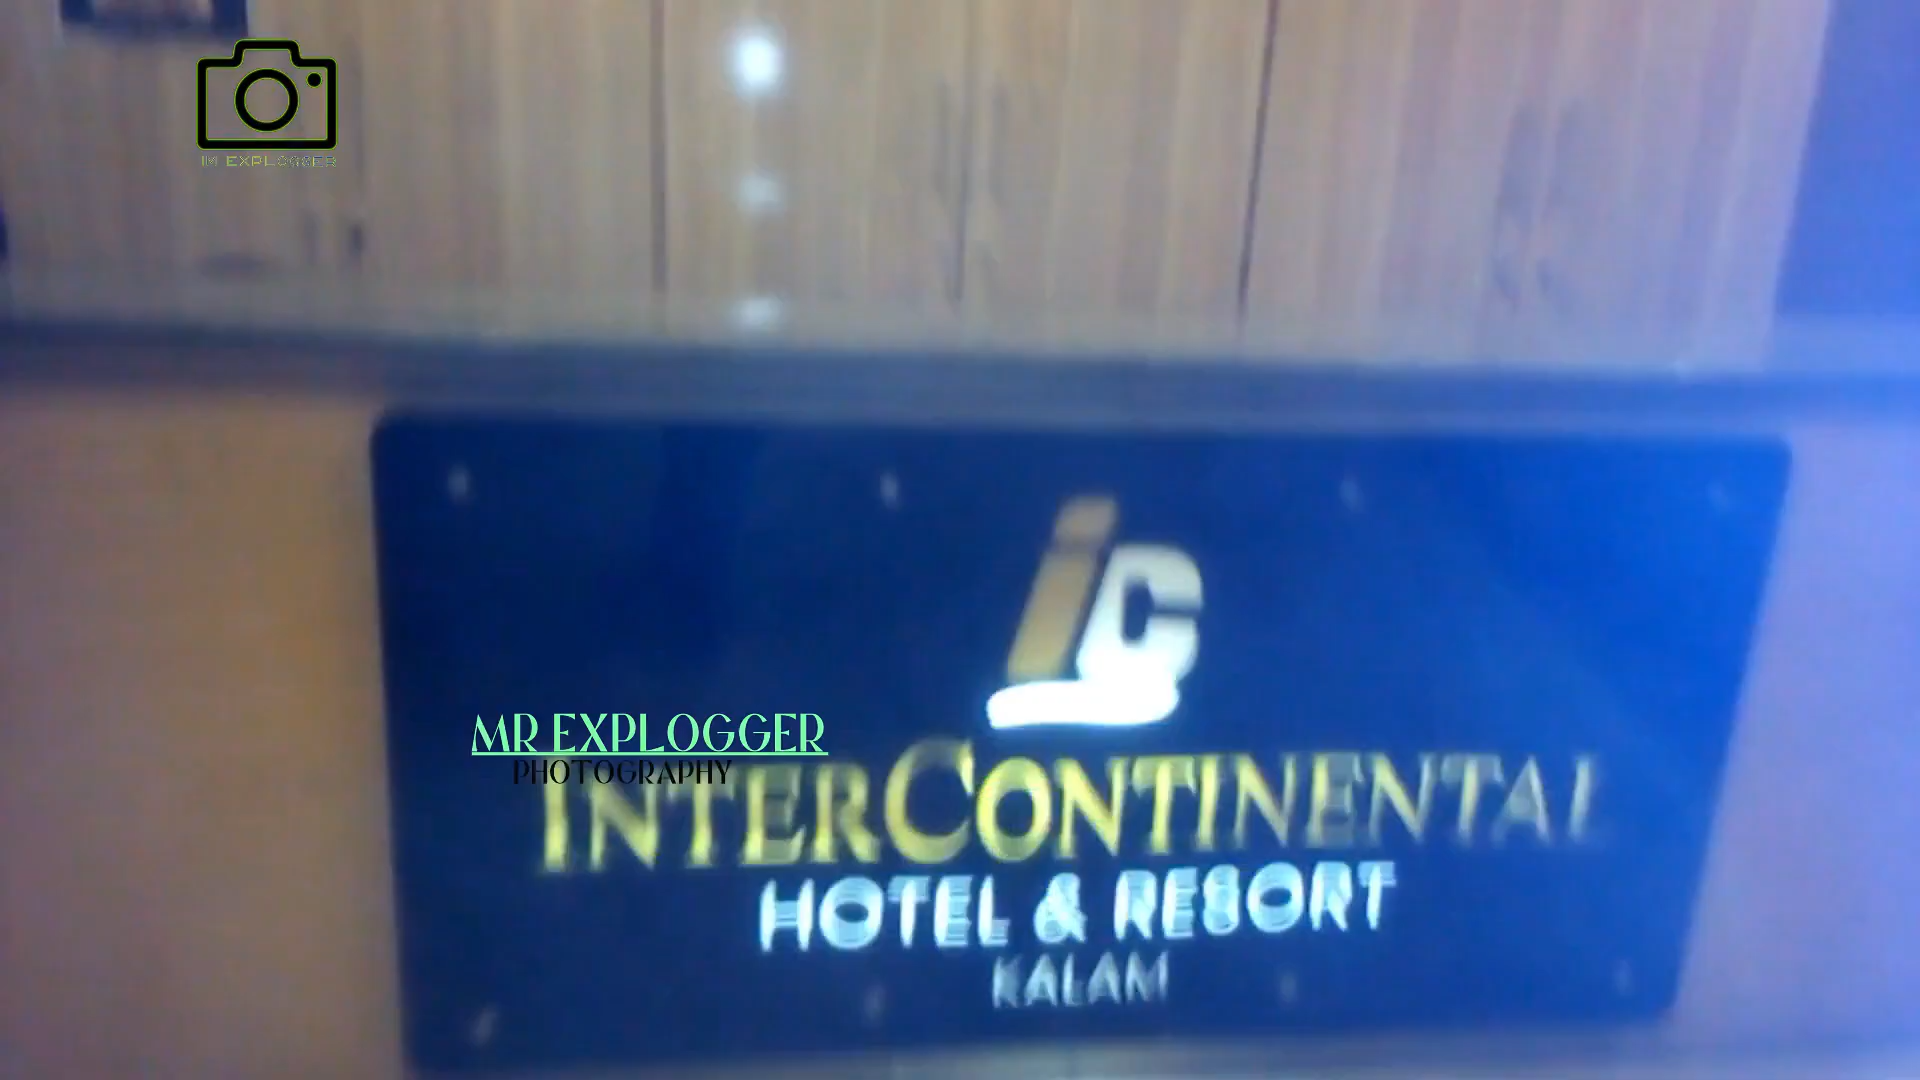 IM EXPLOGGER
ic
MR EXPLOGGER
PHOTOGRAPHY
INTERCONTINENTAL
HOTEL & RESORT
KALAM